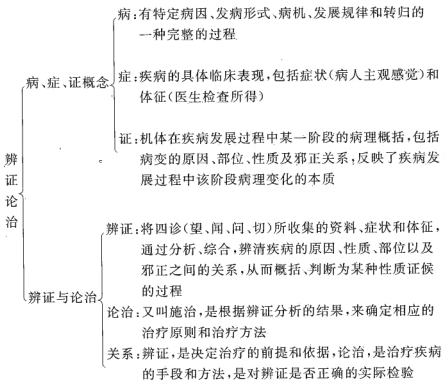 病:有特定病因、发病形式、病机、发展规律和转归的
一种完整的过程
病、症、证概念
症:疾病的具体临床表现,包括症状(病人主观感觉)和
体征(医生检查所得)
证:机体在疾病发展过程中某一阶段的病理概括,包括
病变的原因、部位、性质及邪正关系,反映了疾病发
展过程中该阶段病理变化的本质
辨证论治
辨证:将四诊(望、闻、问、切)所收集的资料、症状和体征,
通过分析、综合,辨清疾病的原因、性质、部位以及
邪正之间的关系,从而概括、判断为某种性质证候
的过程
辨证与论治
论治:又叫施治,是根据辨证分析的结果,来确定相应的
治疗原则和治疗方法
关系:辨证,是决定治疗的前提和依据,论治,是治疗疾病
的手段和方法,是对辨证是否正确的实际检验